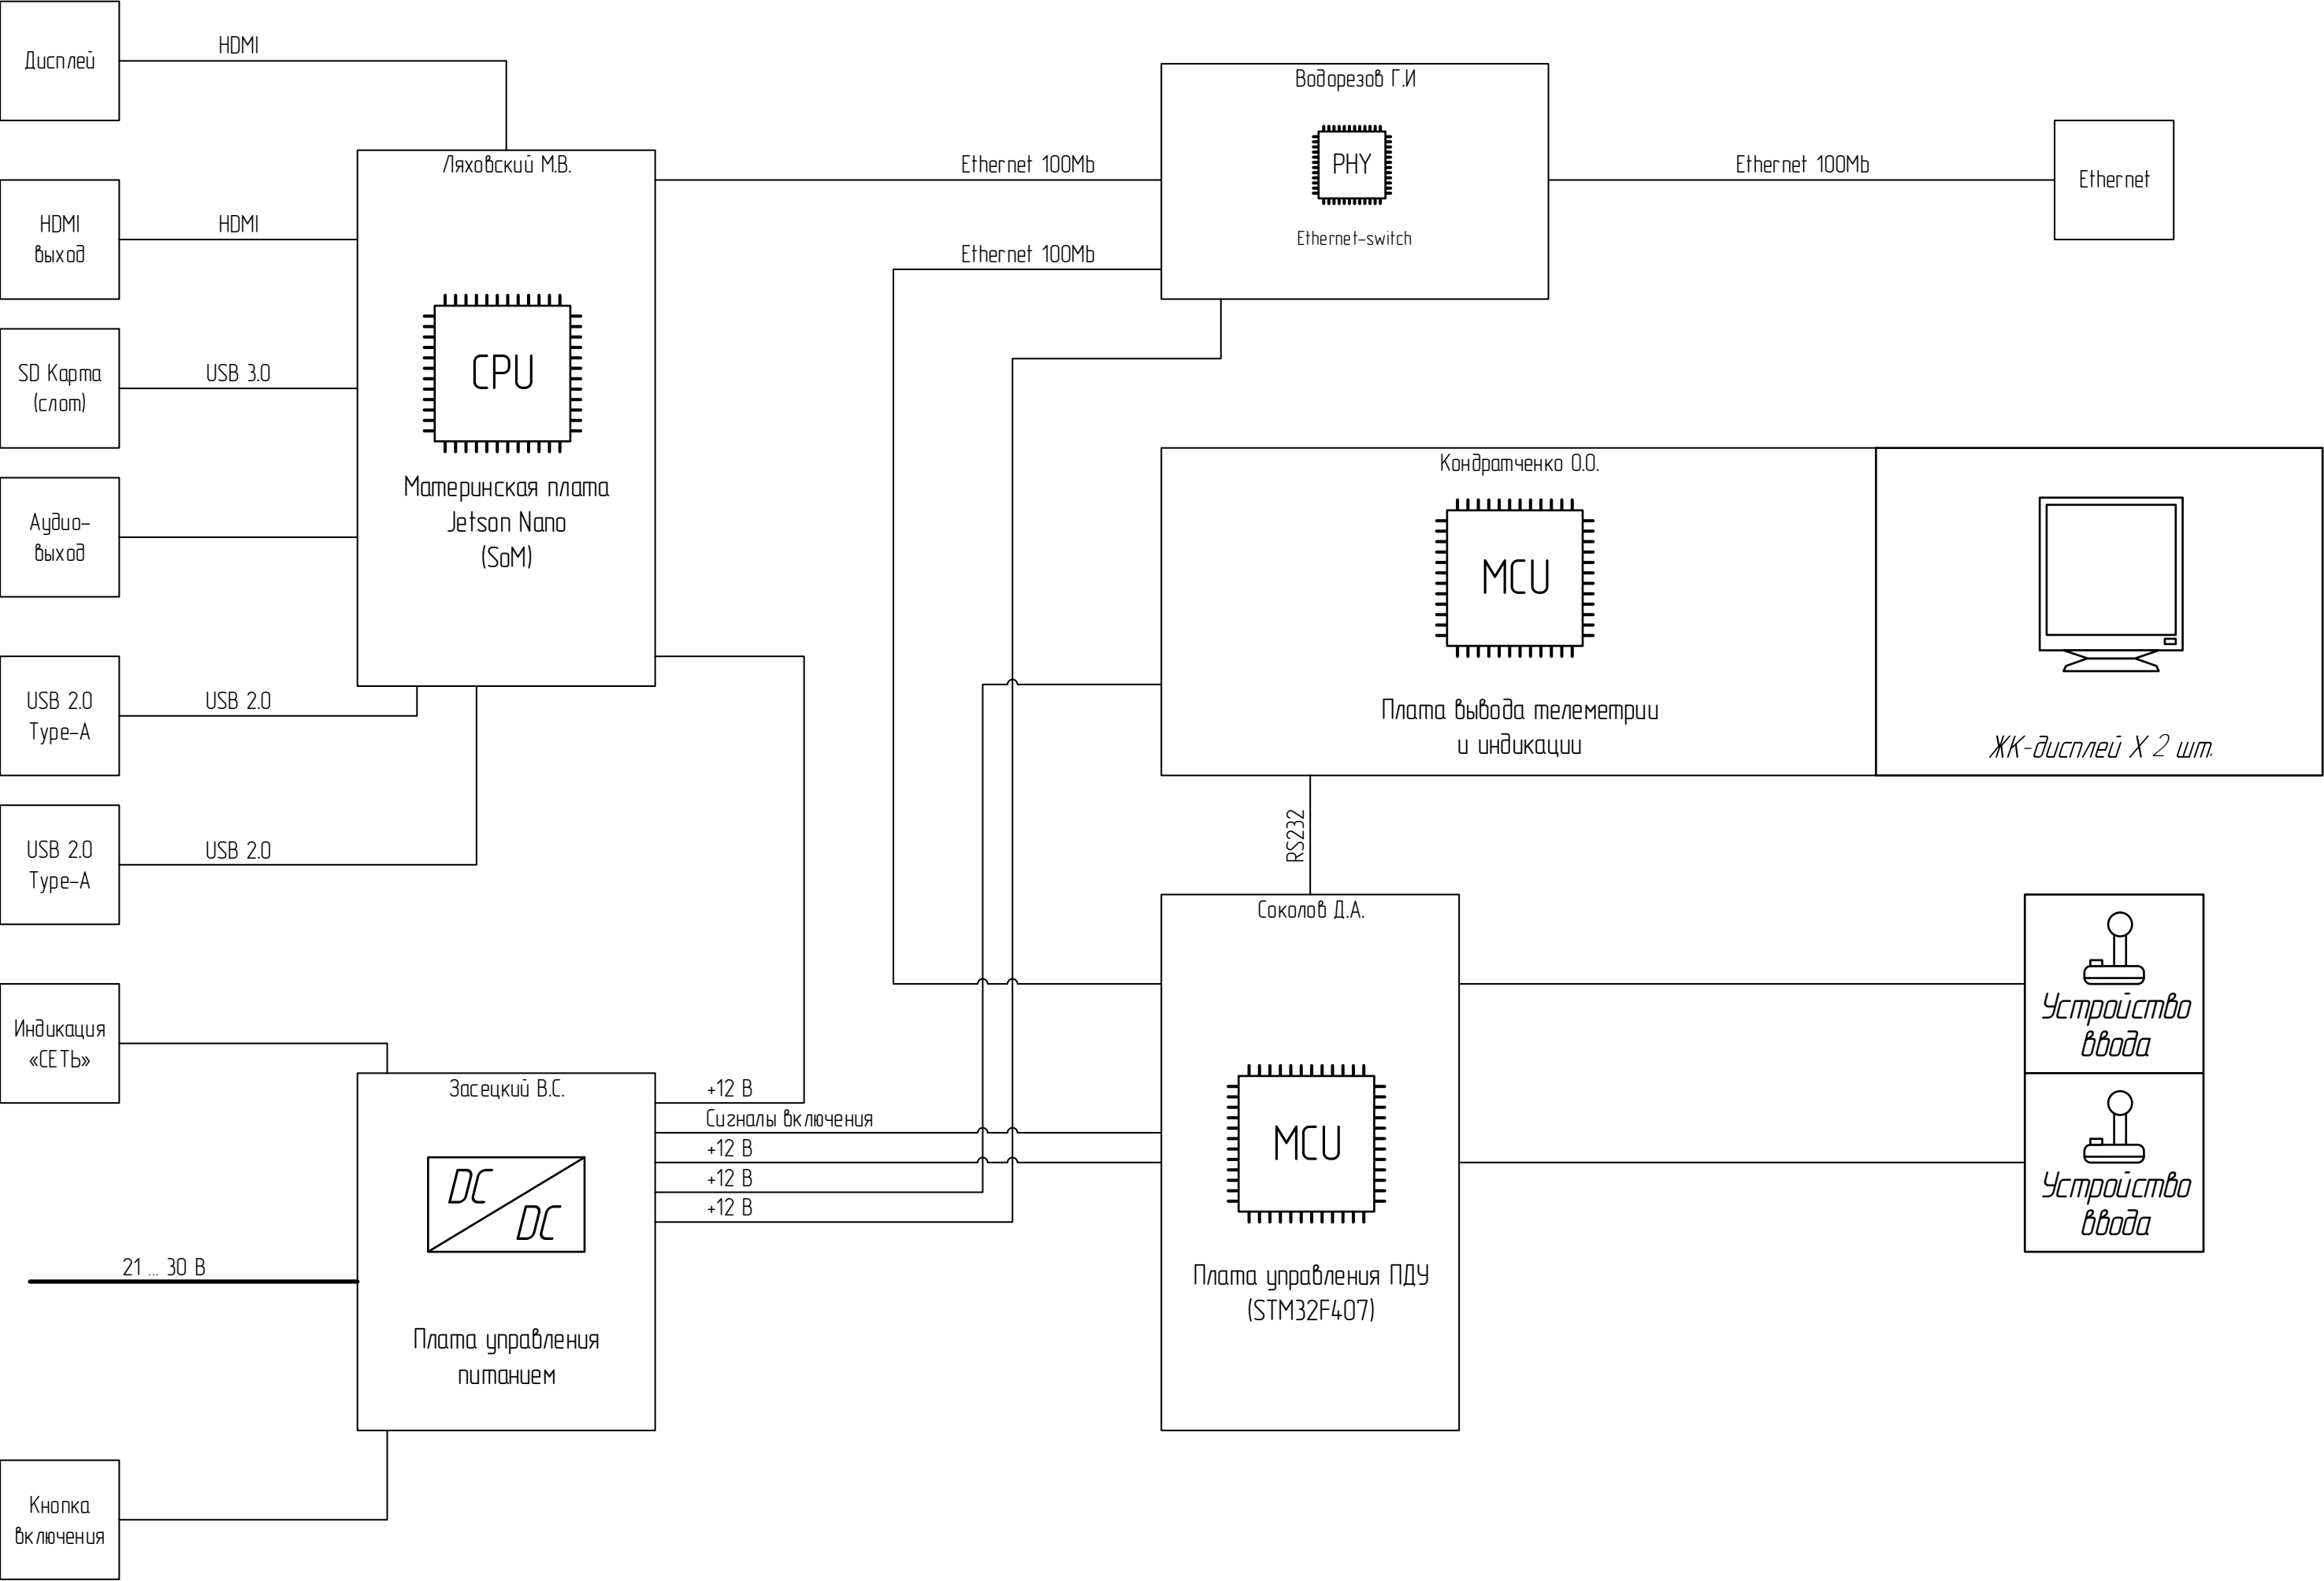 Дисплей
HDMI
HDMI
выход
HDMI
SD Карта
(слот)
USB 3.0
Аудио-
выход
USB 2.0
Type-A
USB 2.0
USB 2.0
Type-A
USB 2.0
Ляховский М.В.
CPU
Материнская плата
Jetson Nano
(SoM)
Ethernet 100Mb
Ethernet 100Mb
Водорезов Г.И
PHY
Ethernet-switch
Ethernet 100Mb
Ethernet
Кондратченко О.О.
MCU
Плата вывода телеметрии
и индикации
ЖК-дисплей X 2 шт.
RS232
Индикация
«СЕТЬ»
Засецкий В.С.
DC
DC
Плата управления
питанием
21 ... 30 В
Кнопка
включения
+12 В
Сигналы включения
+12 В
+12 В
+12 В
Соколов Д.А.
MCU
Плата управления ПДУ
(STM32F407)
Устройство
ввода
Устройство
ввода